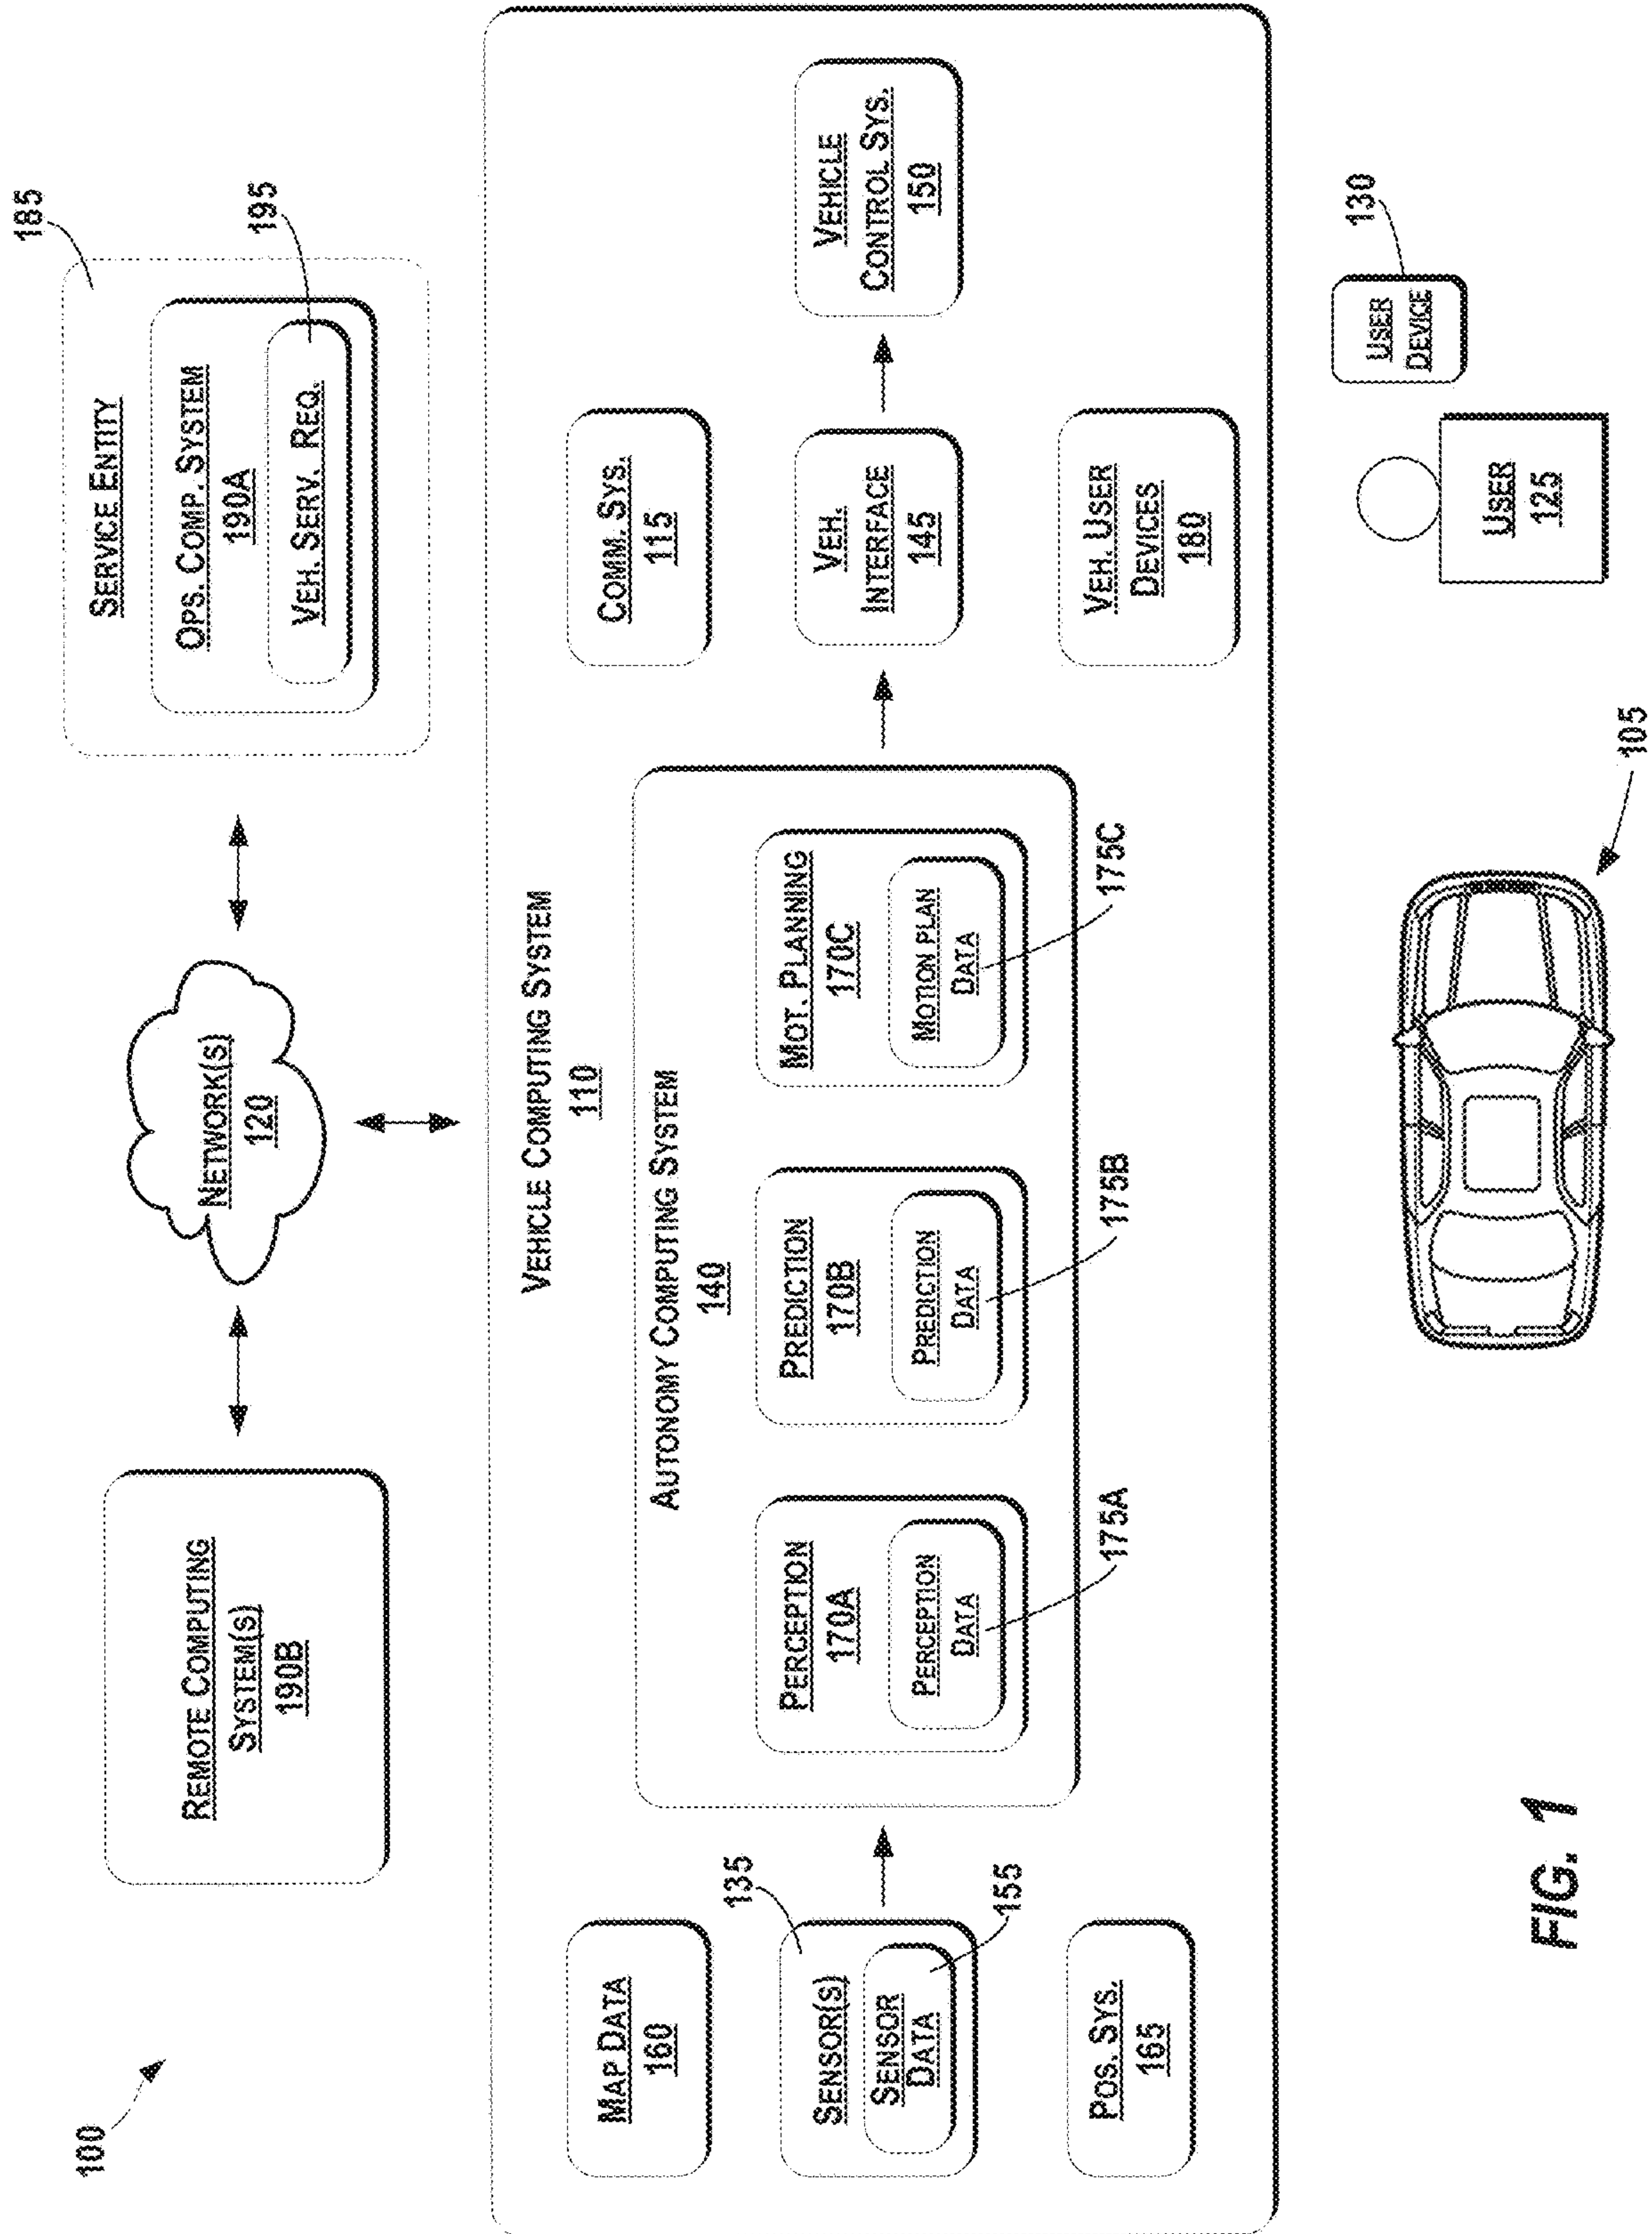 100
REMOTE COMPUTING
SYSTEM(S)
190B
NETWORK(S)
120
185
SERVICE ENTITY
OPS. COMP. SYSTEM
190A
VEH. SERV. REQ.
195
VEHICLE COMPUTING SYSTEM
110
MAP DATA
160
135
SENSOR(S)
SENSOR
DATA
155
POS. SYS.
165
AUTONOMY COMPUTING SYSTEM
140
PERCEPTION
170A
PERCEPTION
DATA
175A
PREDICTION
170B
PREDICTION
DATA
175B
MOT. PLANNING
170C
MOTION PLAN
DATA
175C
COMM. SYS.
115
VEH.
INTERFACE
145
VEH. USER
DEVICES
180
VEHICLE
CONTROL SYS.
150
105
USER
125
USER
DEVICE
130
FIG. 1